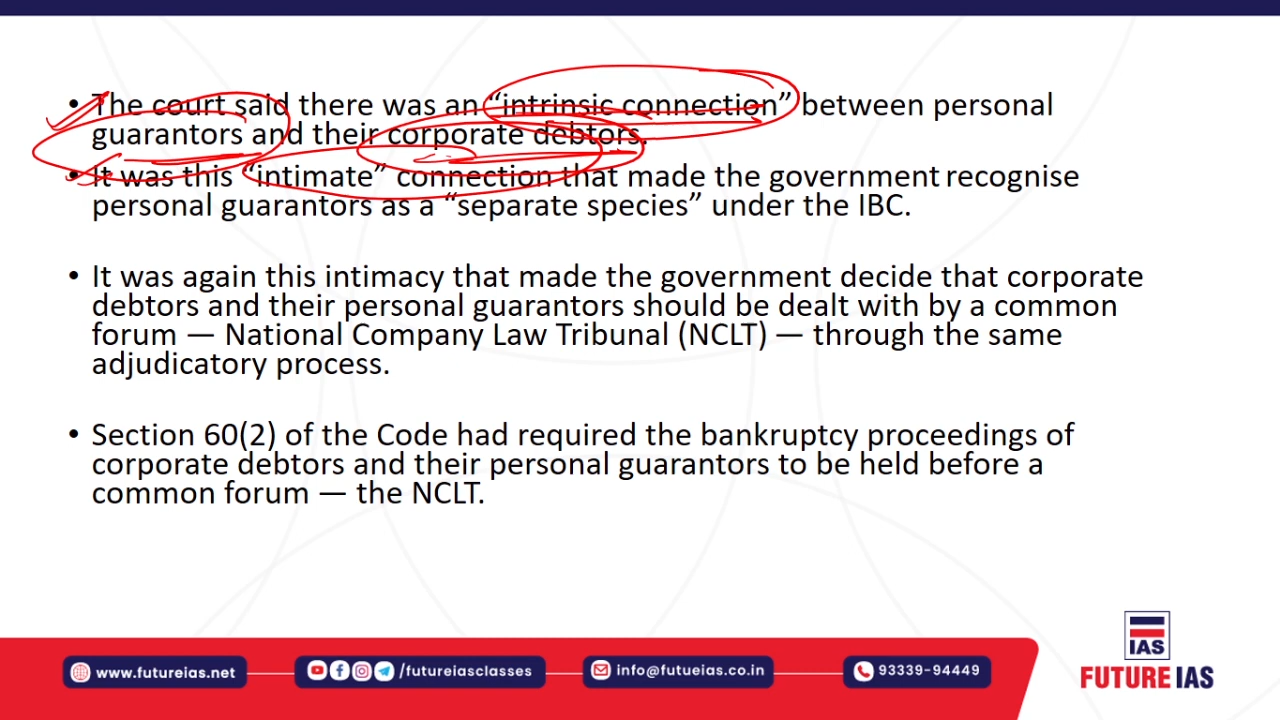 • The court said there was an “intrinsic connection” between personal
guarantors and their corporate debtors.
• It was this “intimate” connection that made the government recognise
personal guarantors as a “separate species” under the IBC.
• It was again this intimacy that made the government decide that corporate
debtors and their personal guarantors should be dealt with by a common
forum — National Company Law Tribunal (NCLT) — through the same
adjudicatory process.
• Section 60(2) of the Code had required the bankruptcy proceedings of
corporate debtors and their personal guarantors to be held before a
common forum — the NCLT.
www.futureias.net
/futureiasclasses
info@futueias.co.in
93339-94449
IAS
FUTURE IAS